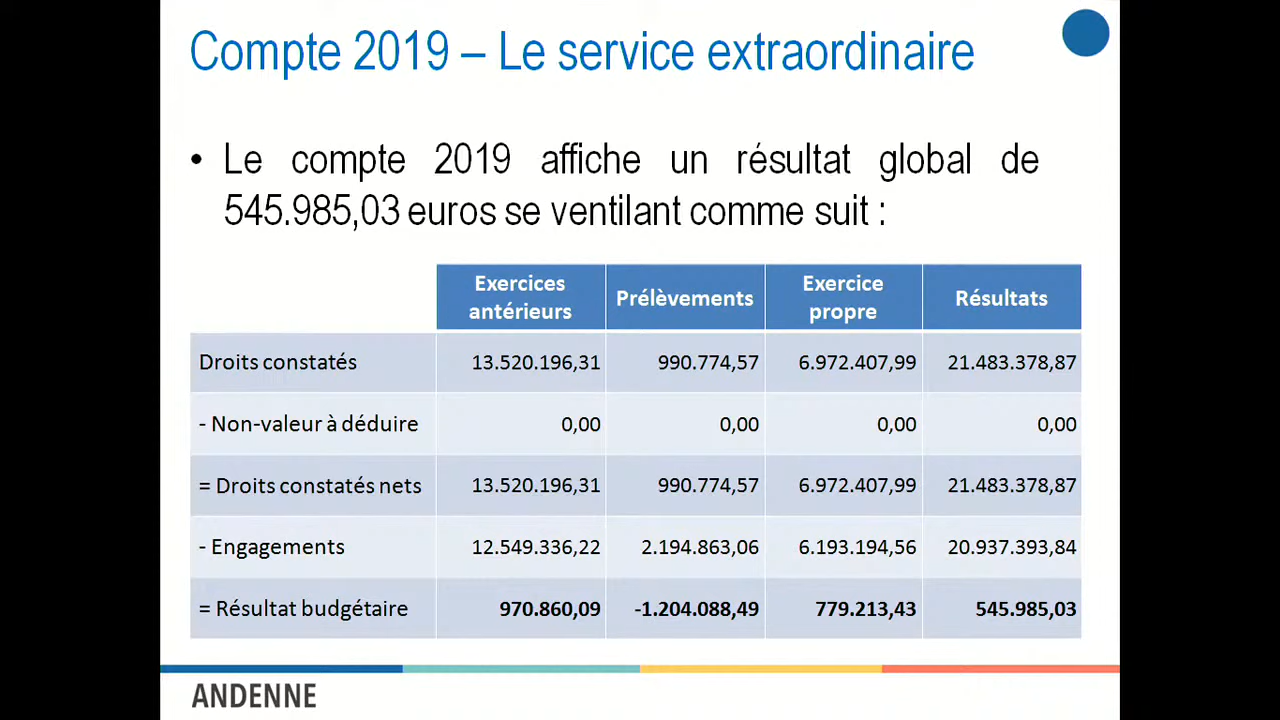 Compte 2019 – Le service extraordinaire
• Le compte 2019 affiche un résultat global de
545.985,03 euros se ventilant comme suit :
Exercices antérieurs Prélèvements Exercice propre Résultats
Droits constatés 13.520.196,31 990.774,57 6.972.407,99 21.483.378,87
- Non-valeur à déduire 0,00 0,00 0,00 0,00
= Droits constatés nets 13.520.196,31 990.774,57 6.972.407,99 21.483.378,87
- Engagements 12.549.336,22 2.194.863,06 6.193.194,56 20.937.393,84
= Résultat budgétaire 970.860,09 -1.204.088,49 779.213,43 545.985,03
ANDENNE